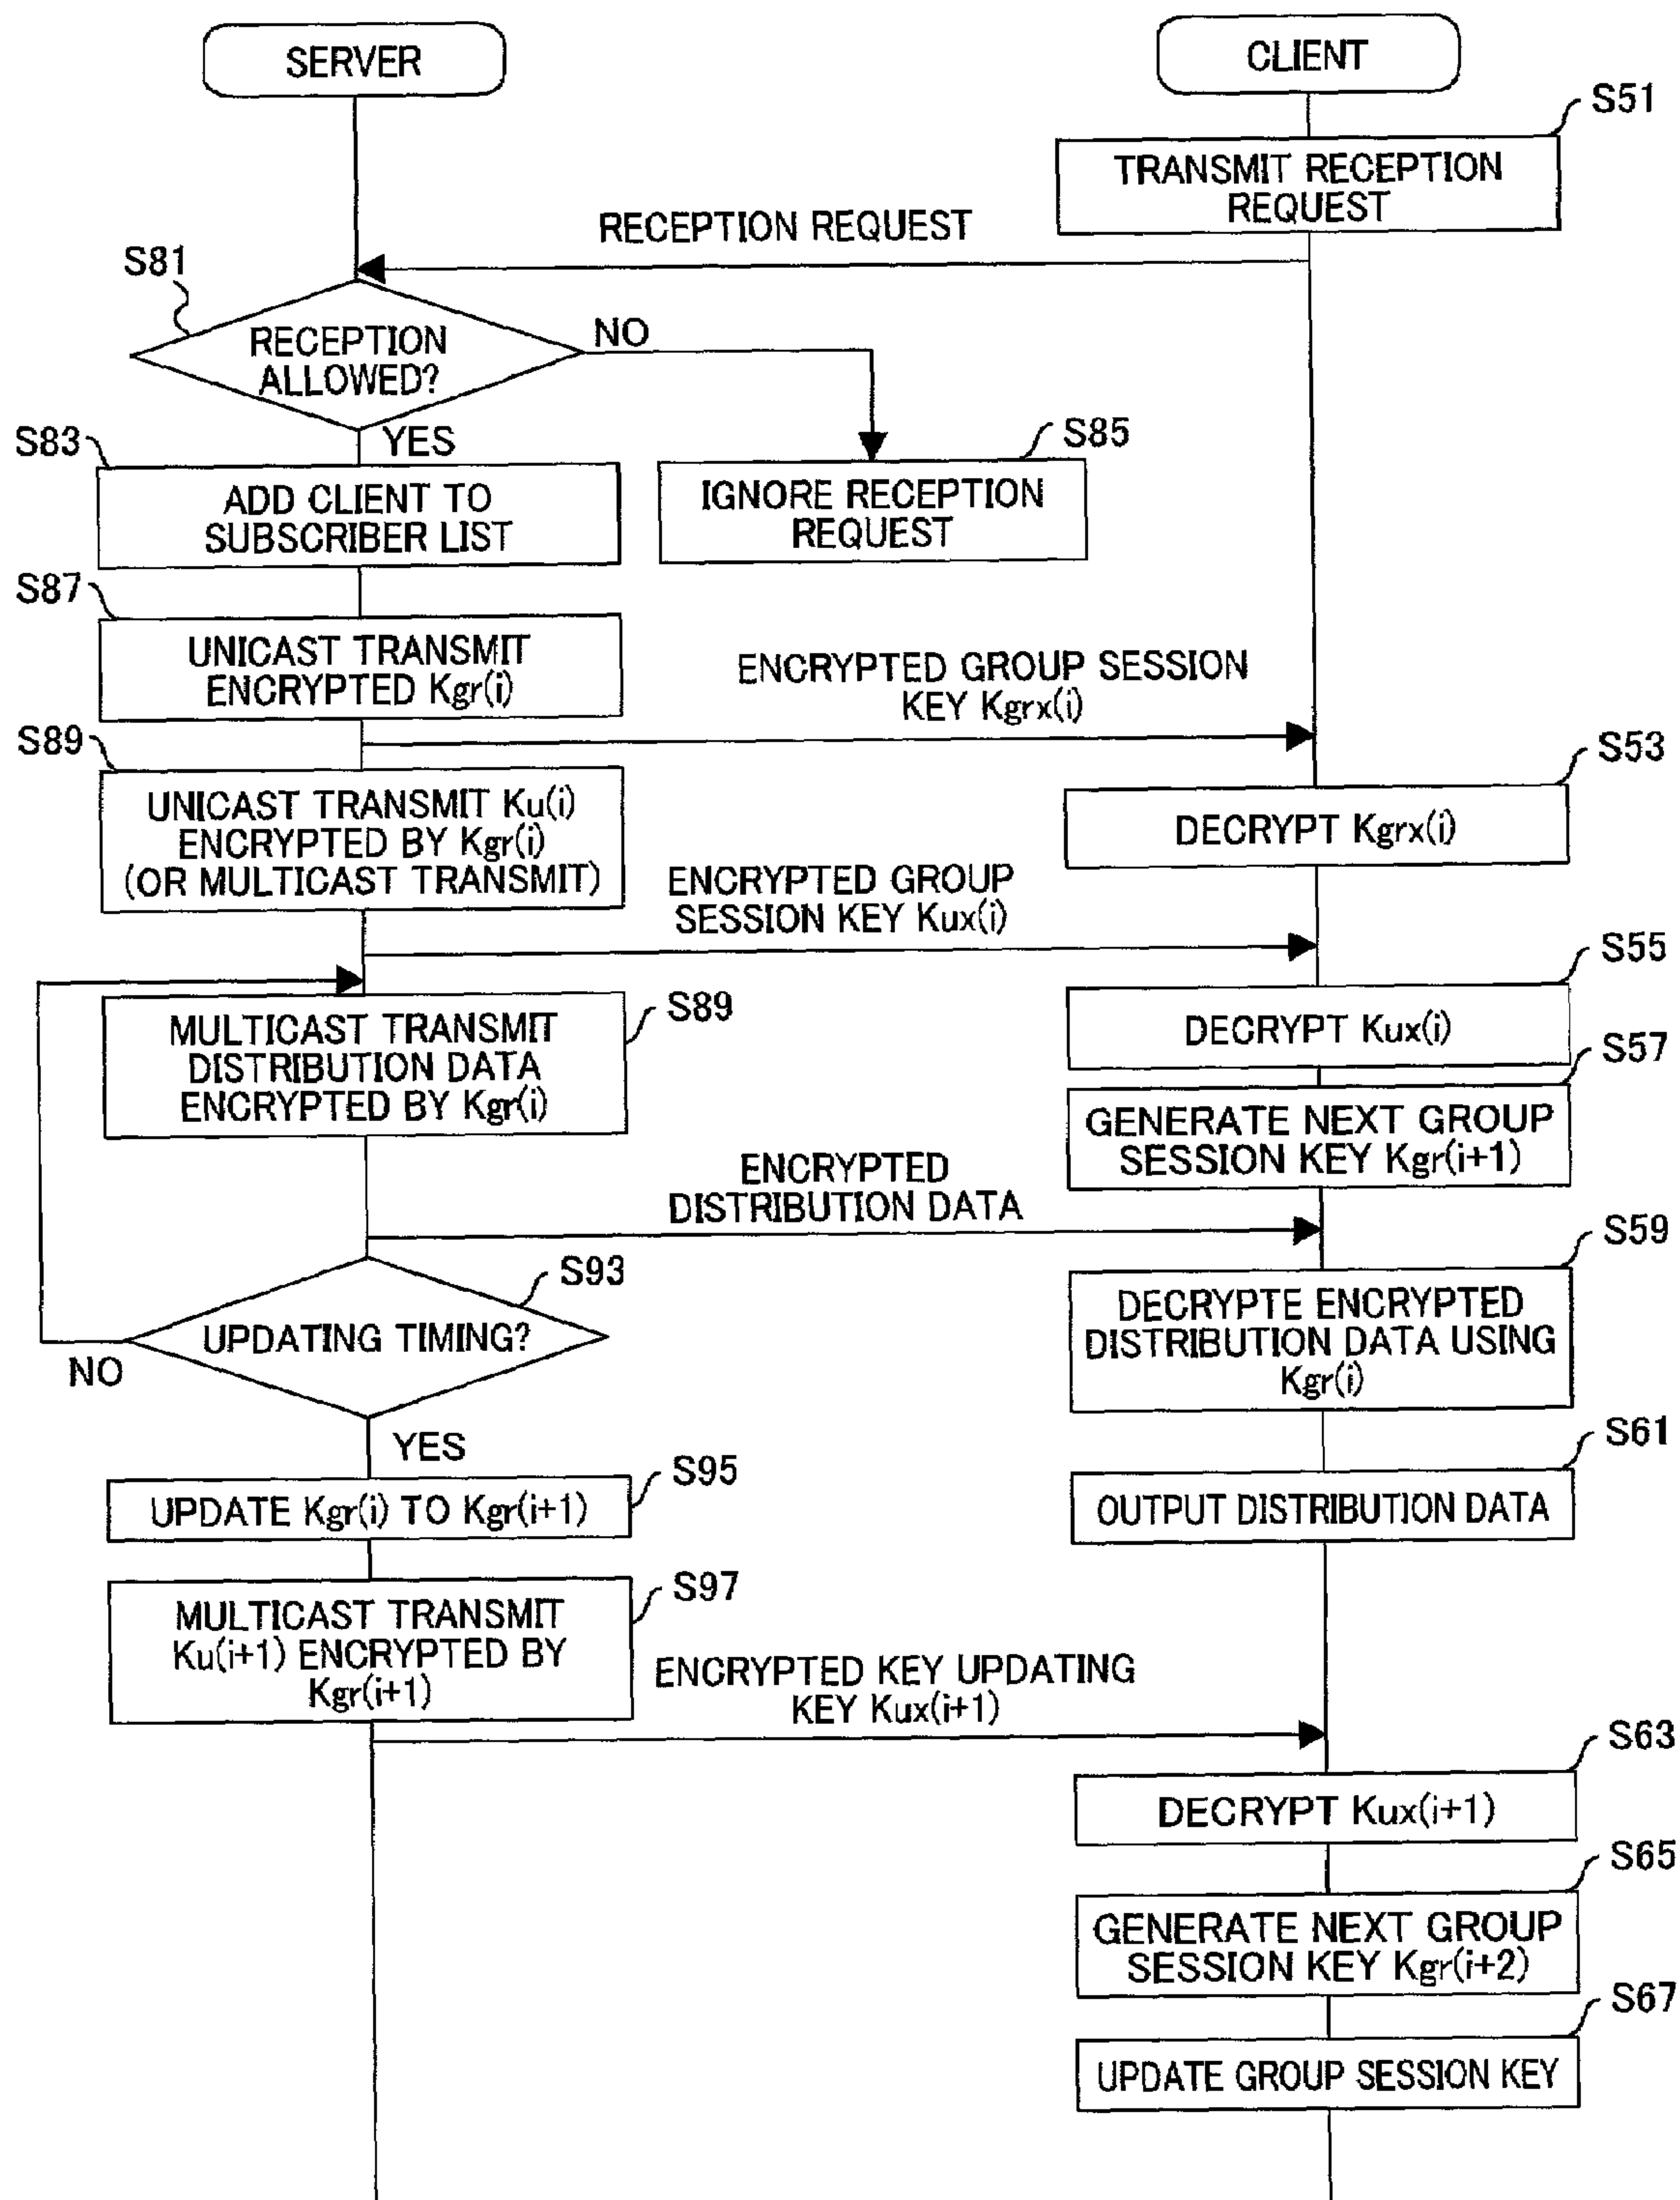 SERVER
CLIENT
S51
TRANSMIT RECEPTION
REQUEST
RECEPTION REQUEST
S81
RECEPTION
ALLOWED?
NO
YES
S83
ADD CLIENT TO
SUBSCRIBER LIST
S85
IGNORE RECEPTION
REQUEST
S87
UNICAST TRANSMIT
ENCRYPTED Kgr(i)
ENCRYPTED GROUP SESSION
KEY Kgrx(i)
S89
UNICAST TRANSMIT Ku(i)
ENCRYPTED BY Kgr(i)
(OR MULTICAST TRANSMIT)
S53
DECRYPT Kgrx(i)
ENCRYPTED GROUP
SESSION KEY Kux(i)
S55
DECRYPT Kux(i)
S89
MULTICAST TRANSMIT
DISTRIBUTION DATA
ENCRYPTED BY Kgr(i)
S57
GENERATE NEXT GROUP
SESSION KEY Kgr(i+1)
ENCRYPTED
DISTRIBUTION DATA
S59
DECRYPTE ENCRYPTED
DISTRIBUTION DATA USING
Kgr(i)
S93
UPDATING TIMING?
NO
YES
S61
OUTPUT DISTRIBUTION DATA
S95
UPDATE Kgr(i) TO Kgr(i+1)
S97
MULTICAST TRANSMIT
Ku(i+1) ENCRYPTED BY
Kgr(i+1)
ENCRYPTED KEY UPDATING
KEY Kux(i+1)
S63
DECRYPT Kux(i+1)
S65
GENERATE NEXT GROUP
SESSION KEY Kgr(i+2)
S67
UPDATE GROUP SESSION KEY